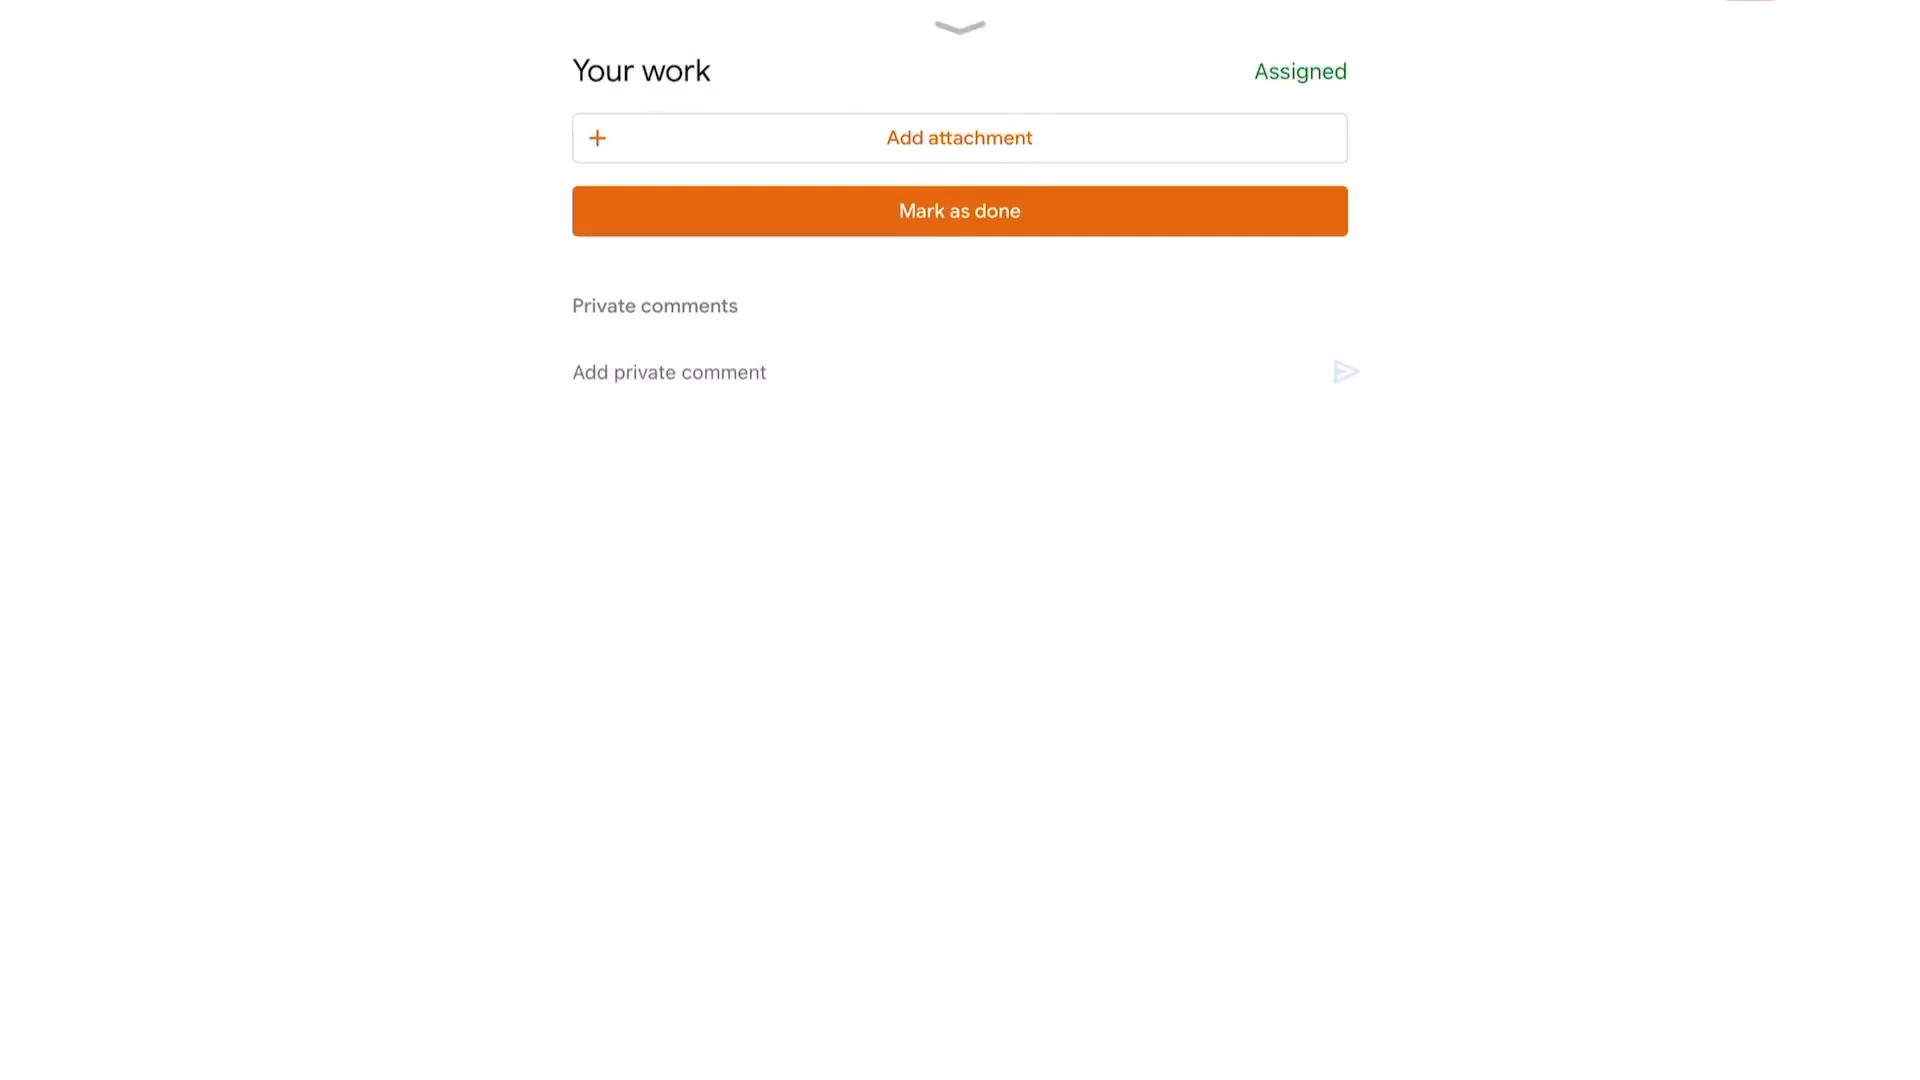 Your work
Assigned
Add attachment
Mark as done
Private comments
Add private comment